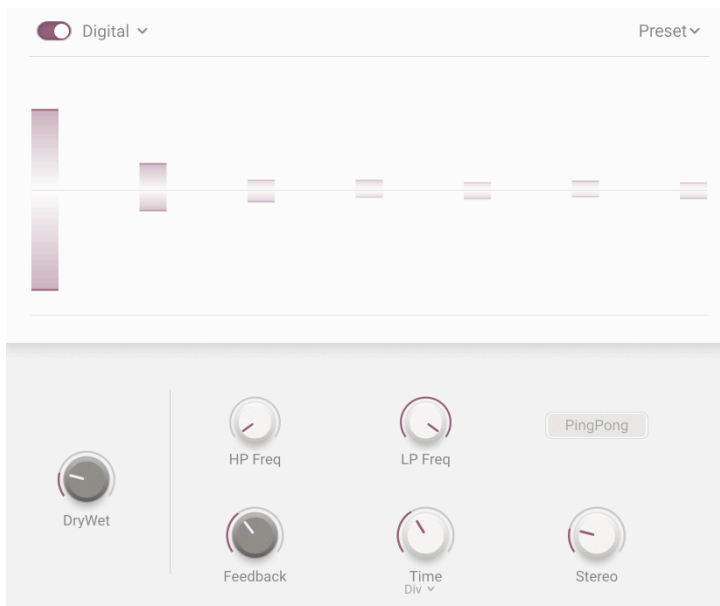 Digital
Preset
HP Freq
LP Freq
PingPong
DryWet
Feedback
Time
Div
Stereo